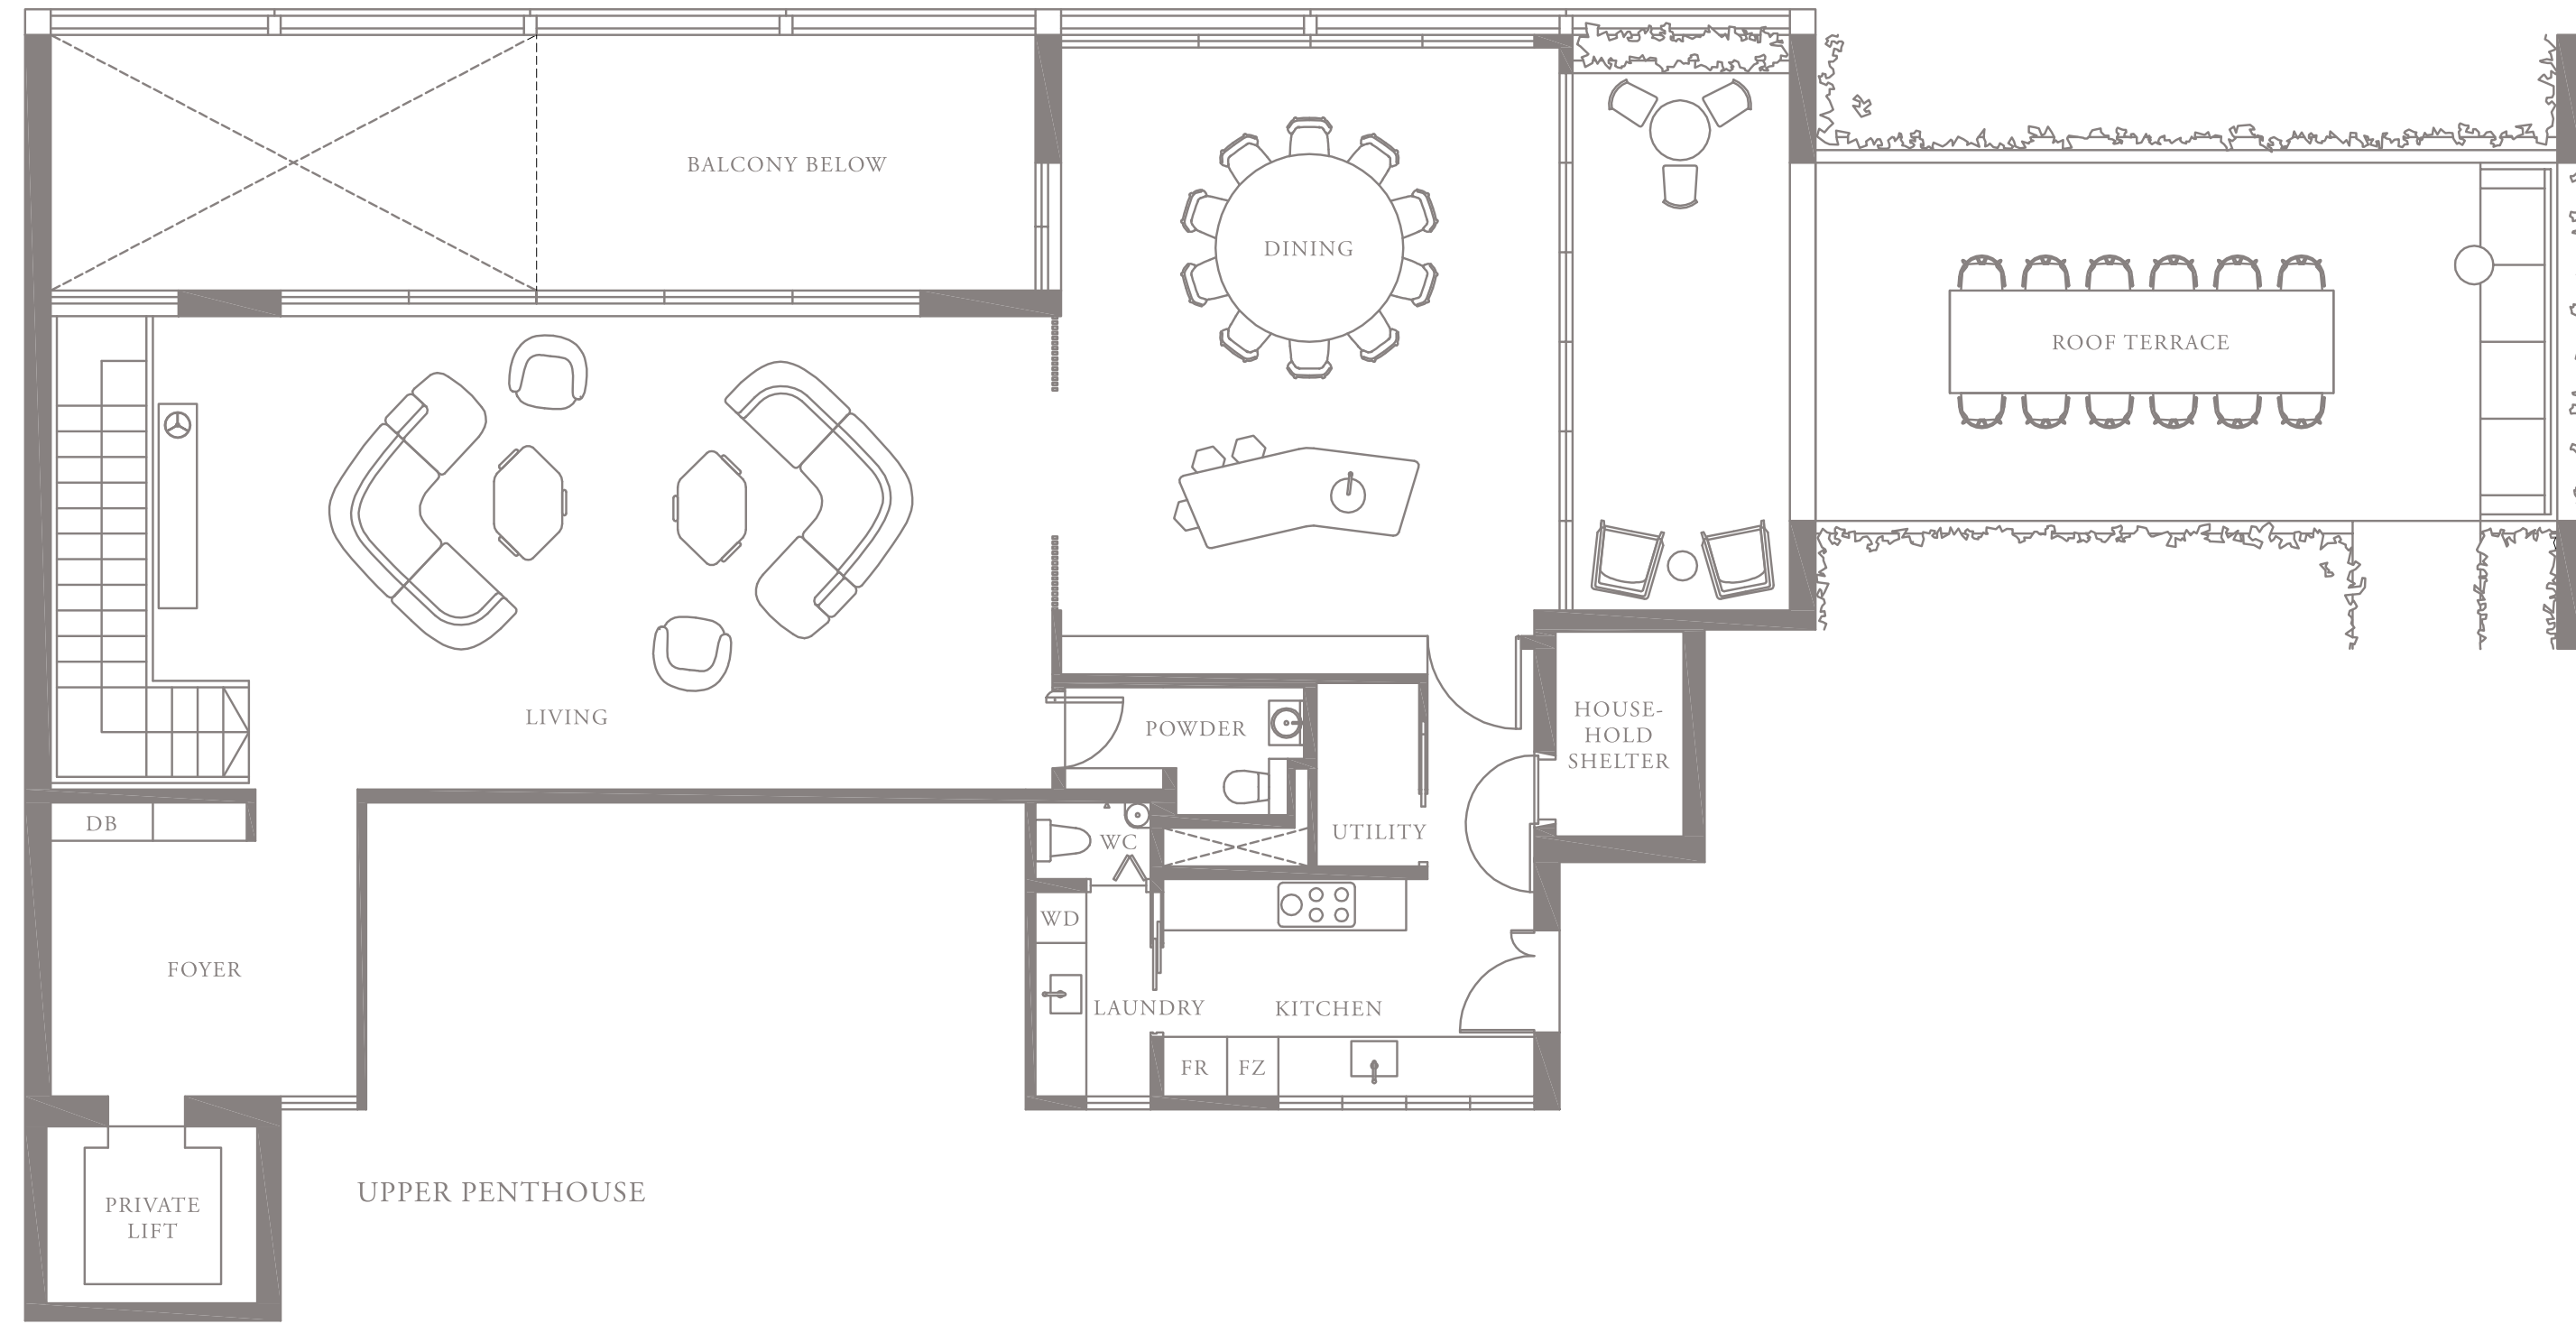 BALCONY BELOW
DINING
ROOF TERRACE
LIVING
POWDER
HOUSE-
HOLD
SHELTER
DB
UTILITY
WC
WD
FOYER
LAUNDRY
KITCHEN
FR
FZ
UPPER PENTHOUSE
PRIVATE
LIFT